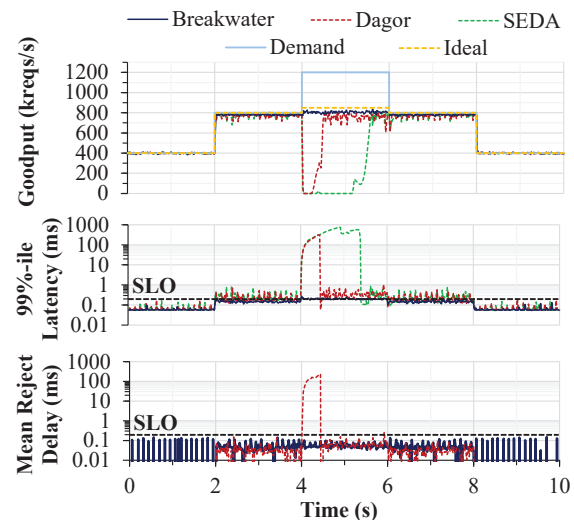 Breakwater Dagor SEDA
Demand Ideal
Goodput (kreqs/s)
1200
1000
800
600
400
200
0
99%-ile
Latency (ms)
1000
100
10
1
0.1
0.01
SLO
Mean Reject
Delay (ms)
1000
100
10
1
0.1
0.01
SLO
0 2 4 6 8 10
Time (s)